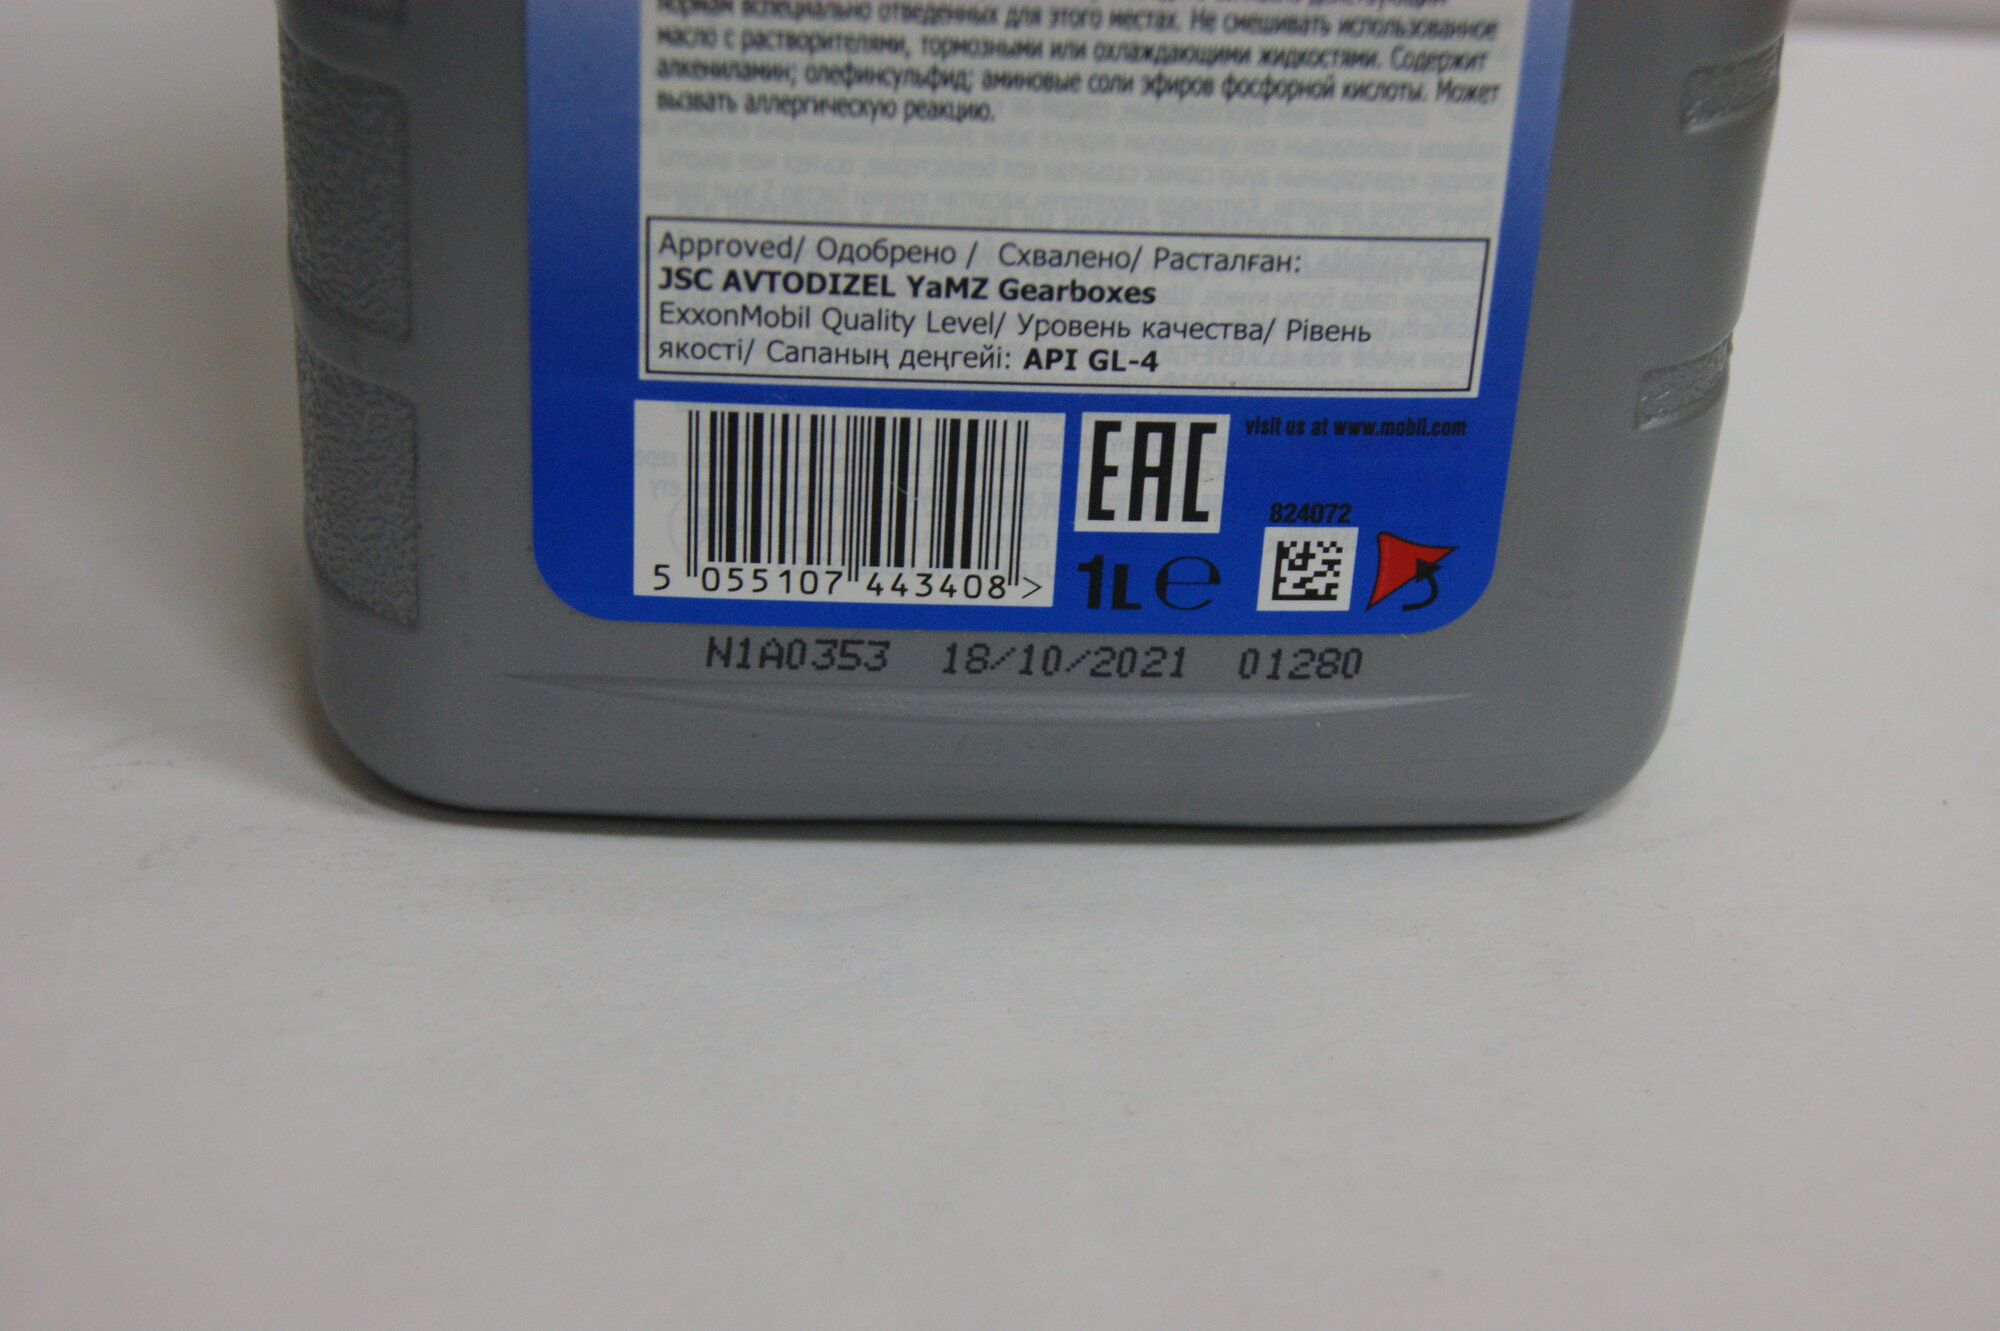 нормам вспециально отведенных для этого местах. Не смешивать использованное
масло с растворителями, тормозными или охлаждающими жидкостями. Содержит
алкениламин; олефинсульфид; аминовые соли эфиров фосфорной кислоты. Может
вызвать аллергическую реакцию.
Approved/ Одобрено / Схвалено/ Расталған:
JSC AVTODIZEL YaMZ Gearboxes
ExxonMobil Quality Level/ Уровень качества/ Рівень
якості/ Сапаның деңгейі: API GL-4
EAC
visit us at www.mobil.com
824072
5 055107 443408 >
1L ℮
N1A0353 18/10/2021 01280